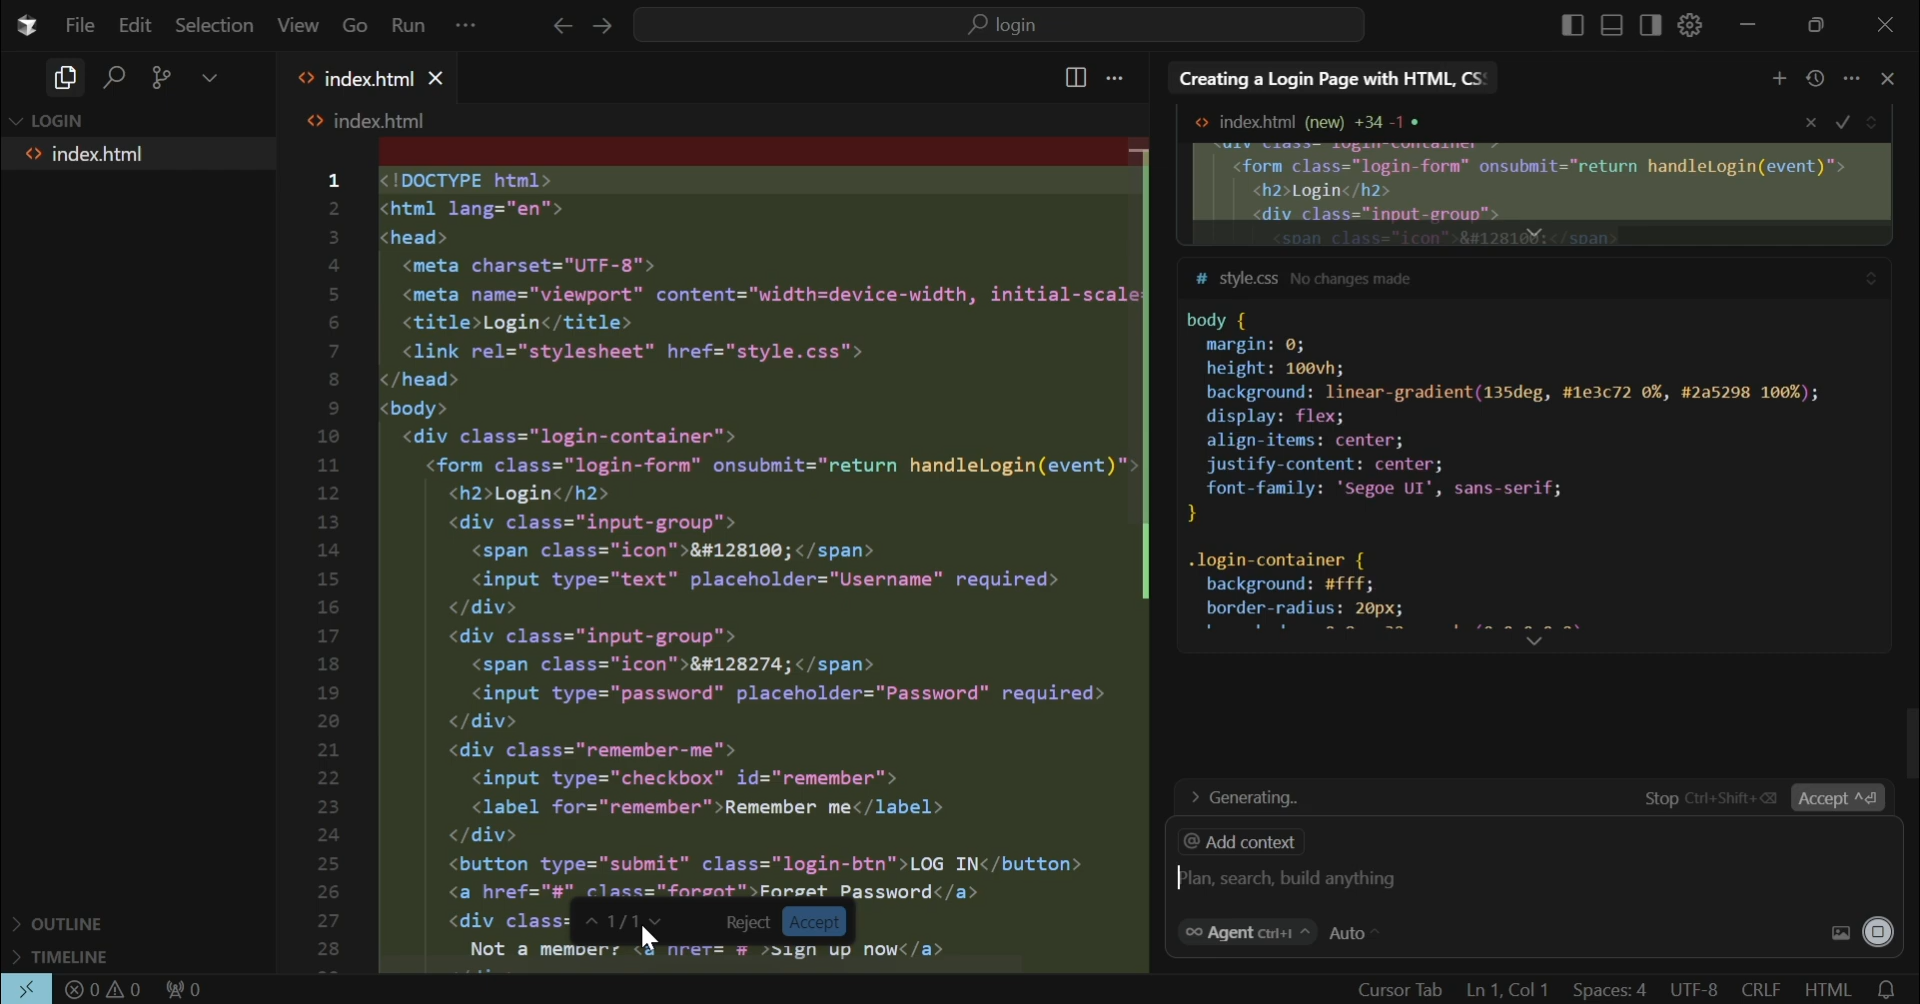 File Edit Selection View Go Run ···
login
index.html
Creating a Login Page with HTML, CS
LOGIN
index.html
index.html
1 <!DOCTYPE html>
2 <html lang="en">
3 <head>
4 <meta charset="UTF-8">
5 <meta name="viewport" content="width=device-width, initial-scale=
6 <title>Login</title>
7 <link rel="stylesheet" href="style.css">
8 </head>
9 <body>
10 <div class="login-container">
11 <form class="login-form" onsubmit="return handleLogin(event)">
12 <h2>Login</h2>
13 <div class="input-group">
14 <span class="icon">&#128100;</span>
15 <input type="text" placeholder="Username" required>
16 </div>
17 <div class="input-group">
18 <span class="icon">&#128274;</span>
19 <input type="password" placeholder="Password" required>
20 </div>
21 <div class="remember-me">
22 <input type="checkbox" id="remember">
23 <label for="remember">Remember me</label>
24 </div>
25 <button type="submit" class="login-btn">LOG IN</button>
26 <a href="#" class="forgot">Forget Password</a>
27 <div class=
28 Not a member? <a href="#">Sign up now</a>
1/1 Reject Accept
OUTLINE
TIMELINE
index.html (new) +34 -1
<div class="login-container">
<form class="login-form" onsubmit="return handleLogin(event)">
<h2>Login</h2>
<div class="input-group">
<span class="icon">&#128100;</span>
# style.css No changes made
body {
margin: 0;
height: 100vh;
background: linear-gradient(135deg, #1e3c72 0%, #2a5298 100%);
display: flex;
align-items: center;
justify-content: center;
font-family: 'Segoe UI', sans-serif;
}
.login-container {
background: #fff;
border-radius: 20px;
Generating.. Stop Ctrl+Shift+⌫ Accept ^⏎
@ Add context
Plan, search, build anything
∞ Agent Ctrl+I Auto
0 0 0
Cursor Tab Ln 1, Col 1 Spaces: 4 UTF-8 CRLF HTML